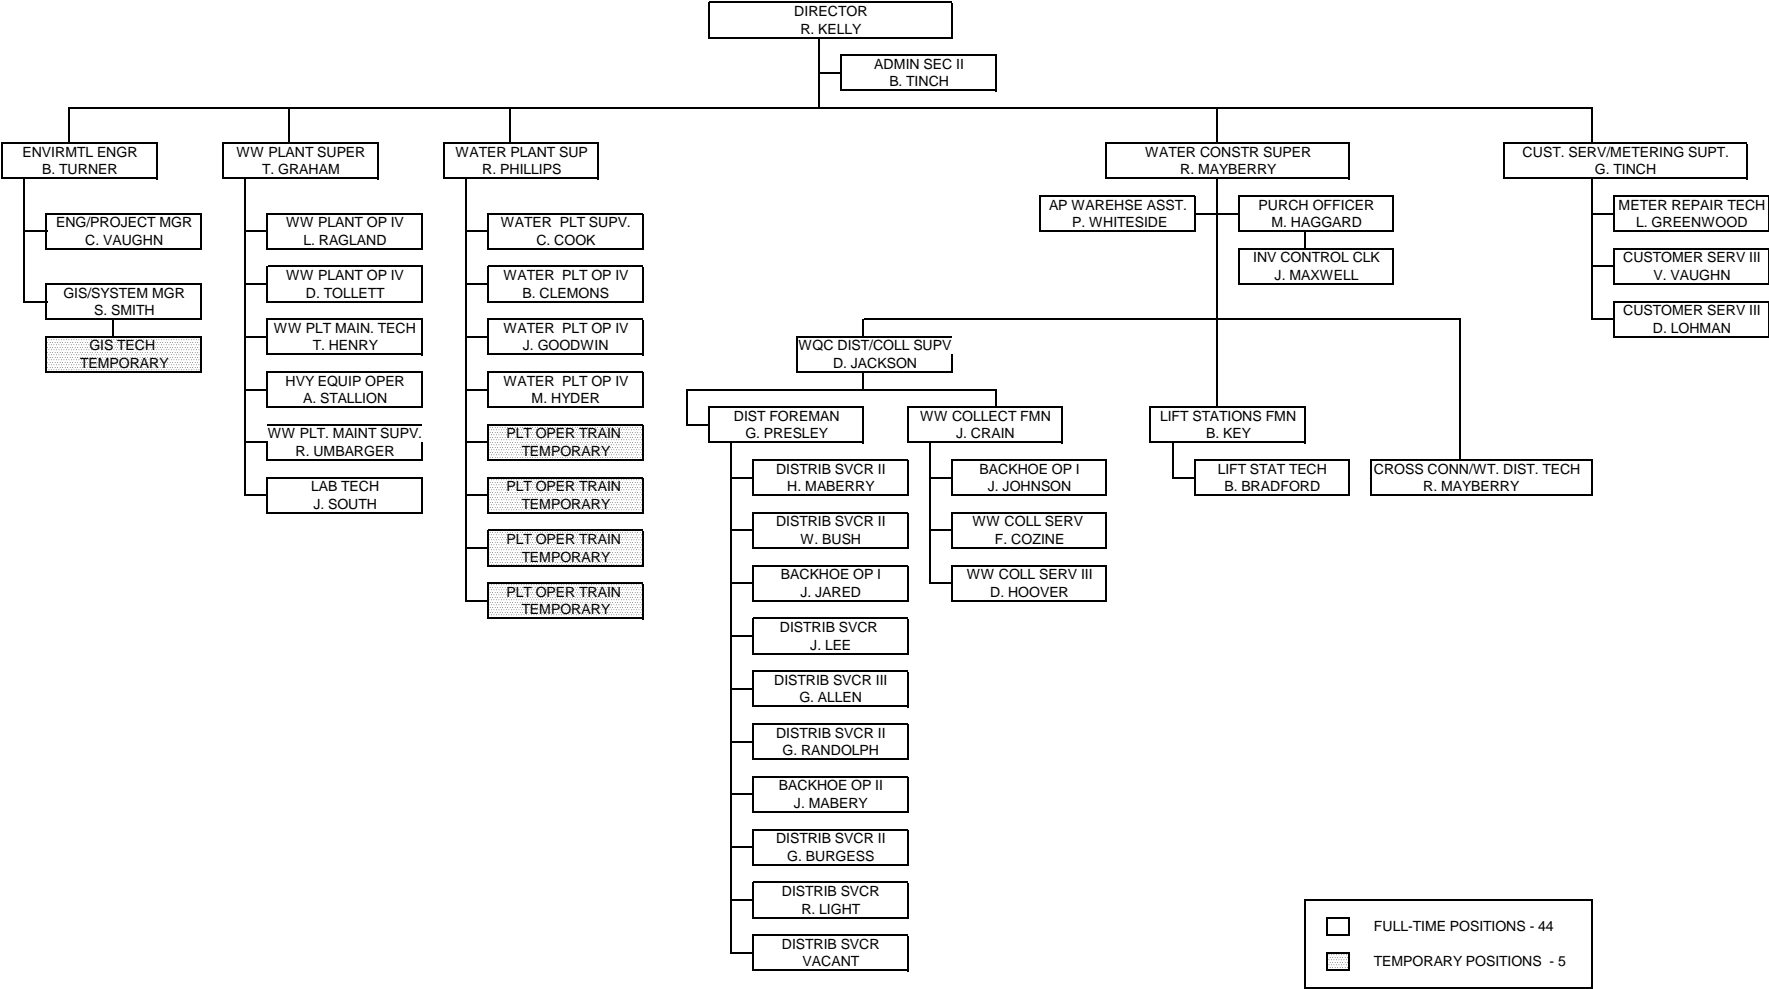 DIRECTOR
R. KELLY
ADMIN SEC II
B. TINCH
ENVIRMTL ENGR
B. TURNER
ENG/PROJECT MGR
C. VAUGHN
GIS/SYSTEM MGR
S. SMITH
GIS TECH
TEMPORARY
WW PLANT SUPER
T. GRAHAM
WW PLANT OP IV
L. RAGLAND
WW PLANT OP IV
D. TOLLETT
WW PLT MAIN. TECH
T. HENRY
HVY EQUIP OPER
A. STALLION
WW PLT. MAINT SUPV.
R. UMBARGER
LAB TECH
J. SOUTH
WATER PLANT SUP
R. PHILLIPS
WATER PLT SUPV.
C. COOK
WATER PLT OP IV
B. CLEMONS
WATER PLT OP IV
J. GOODWIN
WATER PLT OP IV
M. HYDER
PLT OPER TRAIN
TEMPORARY
PLT OPER TRAIN
TEMPORARY
PLT OPER TRAIN
TEMPORARY
PLT OPER TRAIN
TEMPORARY
WATER CONSTR SUPER
R. MAYBERRY
AP WAREHSE ASST.
P. WHITESIDE
PURCH OFFICER
M. HAGGARD
INV CONTROL CLK
J. MAXWELL
WQC DIST/COLL SUPV
D. JACKSON
DIST FOREMAN
G. PRESLEY
DISTRIB SVCR II
H. MABERRY
DISTRIB SVCR II
W. BUSH
BACKHOE OP I
J. JARED
DISTRIB SVCR
J. LEE
DISTRIB SVCR III
G. ALLEN
DISTRIB SVCR II
G. RANDOLPH
BACKHOE OP II
J. MABERY
DISTRIB SVCR II
G. BURGESS
DISTRIB SVCR
R. LIGHT
DISTRIB SVCR
VACANT
WW COLLECT FMN
J. CRAIN
BACKHOE OP I
J. JOHNSON
WW COLL SERV
F. COZINE
WW COLL SERV III
D. HOOVER
LIFT STATIONS FMN
B. KEY
LIFT STAT TECH
B. BRADFORD
CROSS CONN/WT. DIST. TECH
R. MAYBERRY
CUST. SERV/METERING SUPT.
G. TINCH
METER REPAIR TECH
L. GREENWOOD
CUSTOMER SERV III
V. VAUGHN
CUSTOMER SERV III
D. LOHMAN
FULL-TIME POSITIONS - 44
TEMPORARY POSITIONS - 5